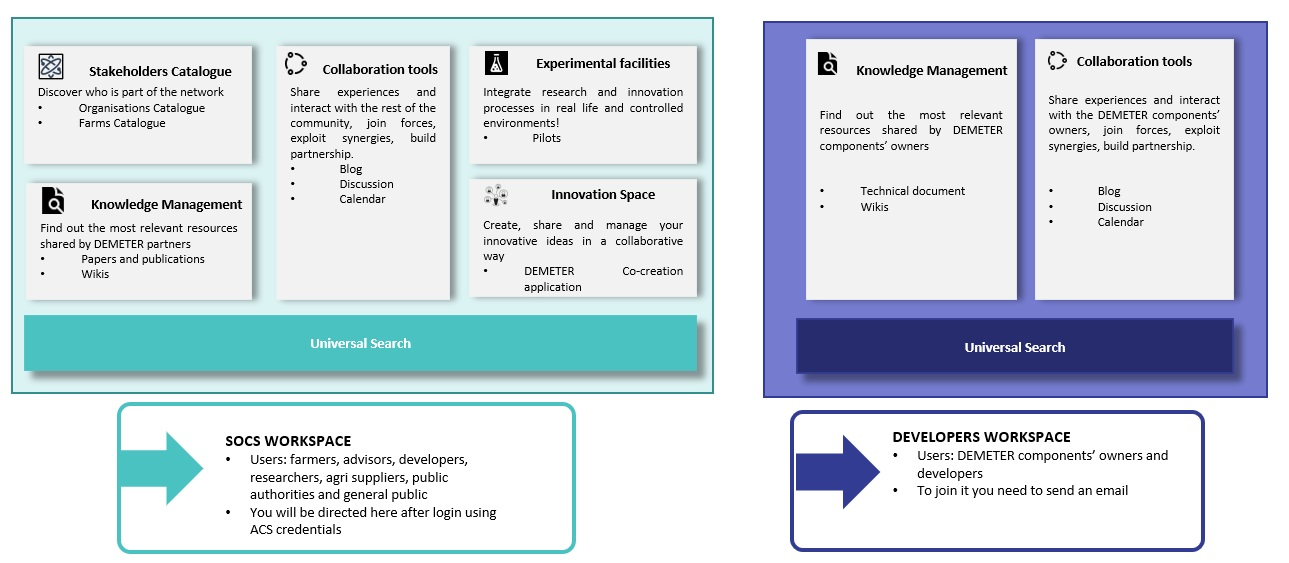 Stakeholders Catalogue
Discover who is part of the network
• Organisations Catalogue
• Farms Catalogue
Knowledge Management
Find out the most relevant resources
shared by DEMETER partners
• Papers and publications
• Wikis
Collaboration tools
Share experiences and
interact with the rest of the
community, join forces,
exploit synergies, build
partnership.
• Blog
• Discussion
• Calendar
Experimental facilities
Integrate research and innovation
processes in real life and controlled
environments!
• Pilots
Innovation Space
Create, share and manage your
innovative ideas in a collaborative
way
• DEMETER Co-creation
application
Universal Search
SOCS WORKSPACE
• Users: farmers, advisors, developers,
researchers, agri suppliers, public
authorities and general public
• You will be directed here after login using
ACS credentials
Knowledge Management
Find out the most relevant
resources shared by DEMETER
components’ owners
• Technical document
• Wikis
Collaboration tools
Share experiences and interact
with the DEMETER components’
owners, join forces, exploit
synergies, build partnership.
• Blog
• Discussion
• Calendar
Universal Search
DEVELOPERS WORKSPACE
• Users: DEMETER components’ owners and
developers
• To join it you need to send an email